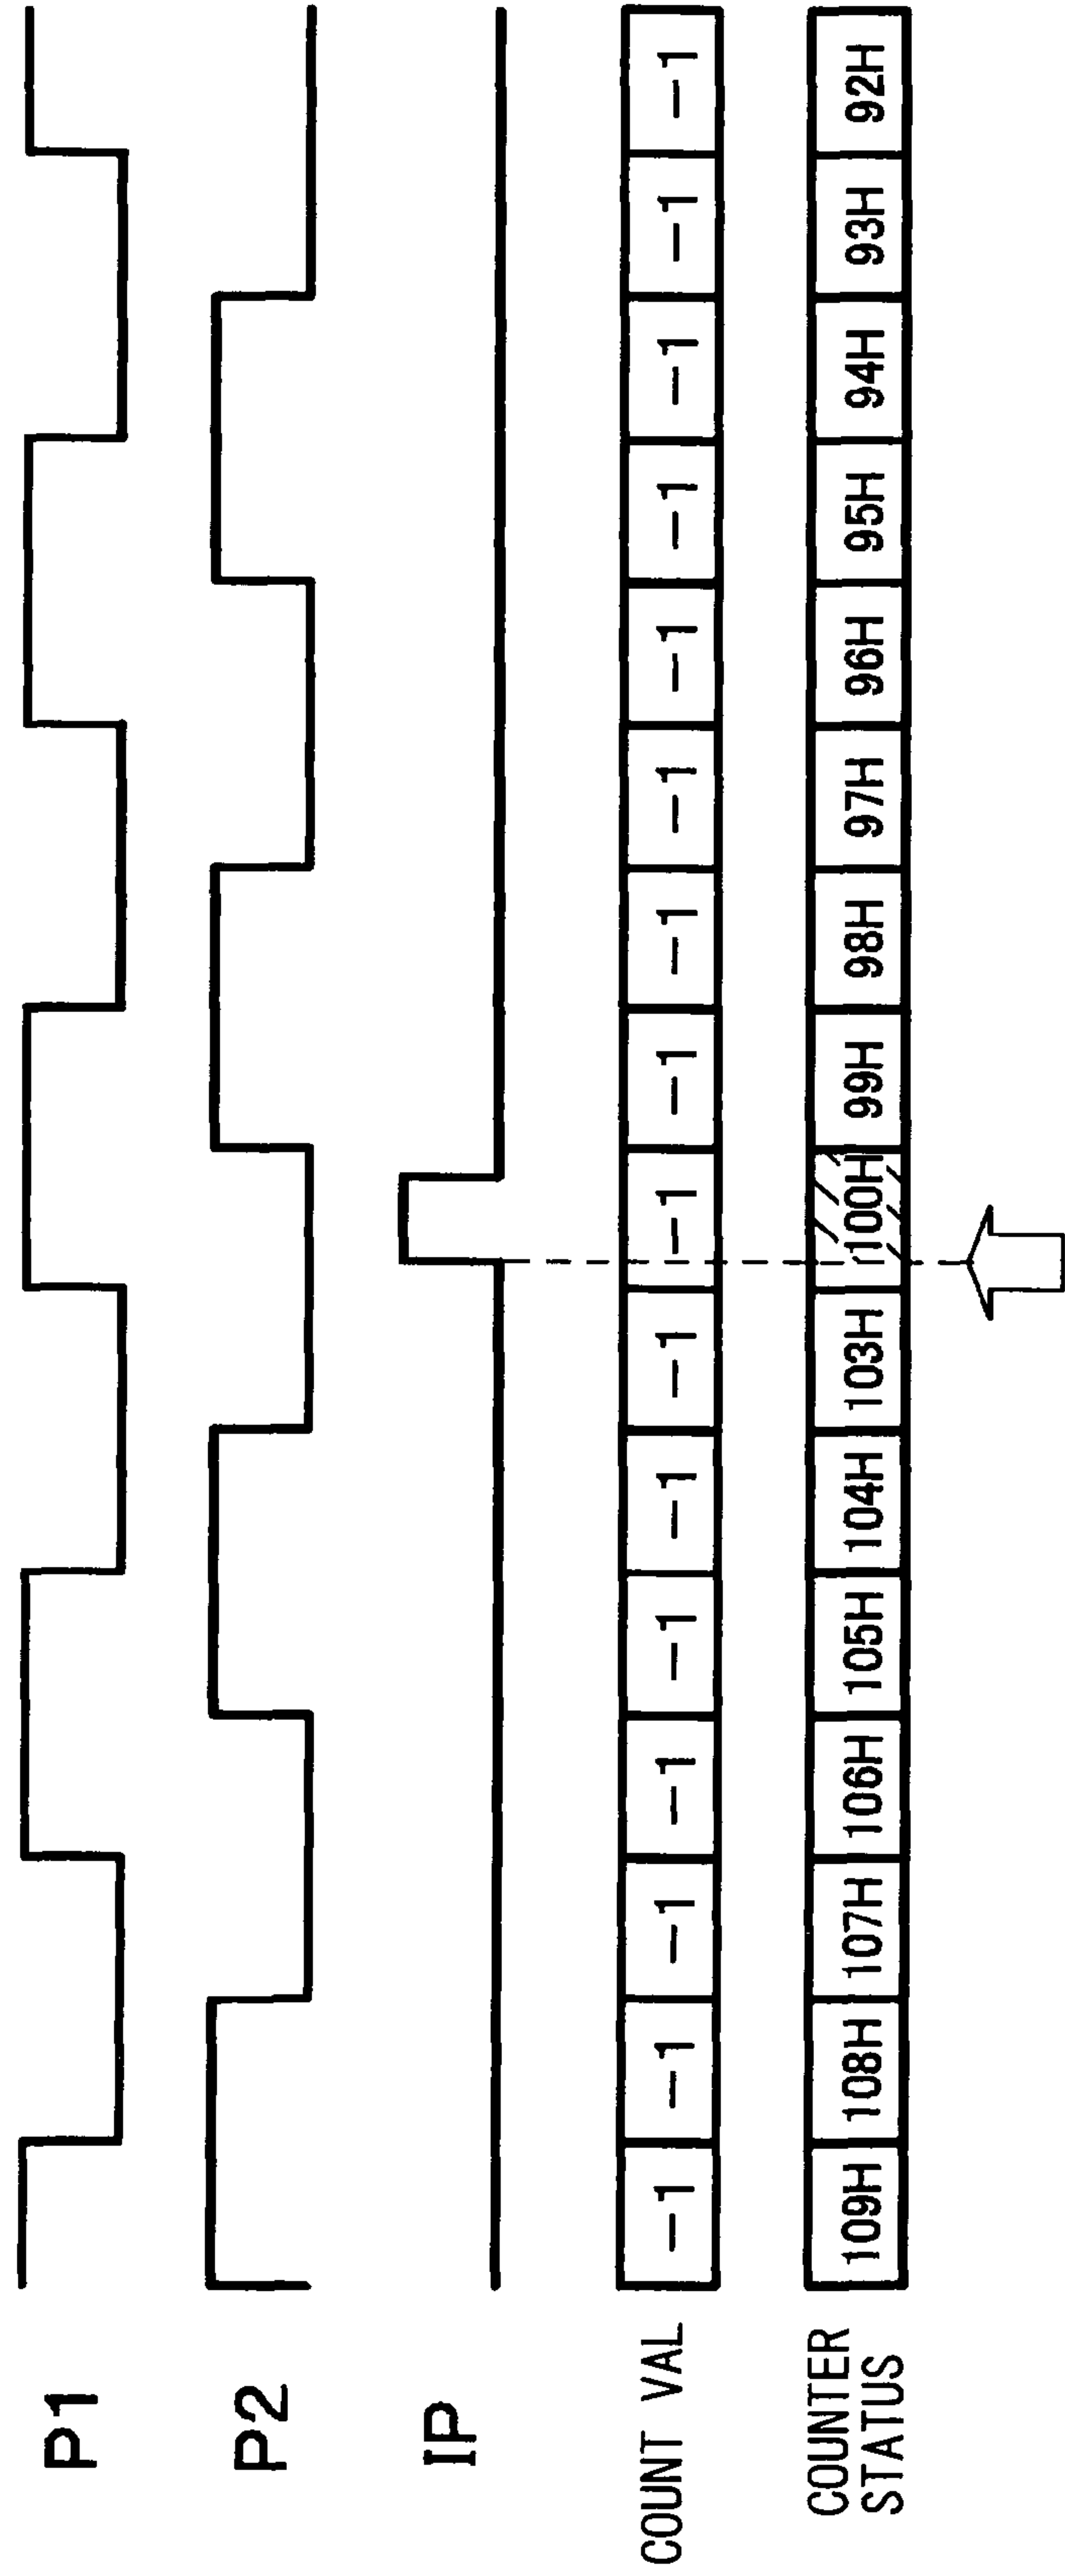 P1
P2
IP
COUNT VAL −1 −1 −1 −1 −1 −1 −1 −1 −1 −1 −1 −1 −1 −1 −1 −1
COUNTER
STATUS 109H 108H 107H 106H 105H 104H 103H 100H 99H 98H 97H 96H 95H 94H 93H 92H